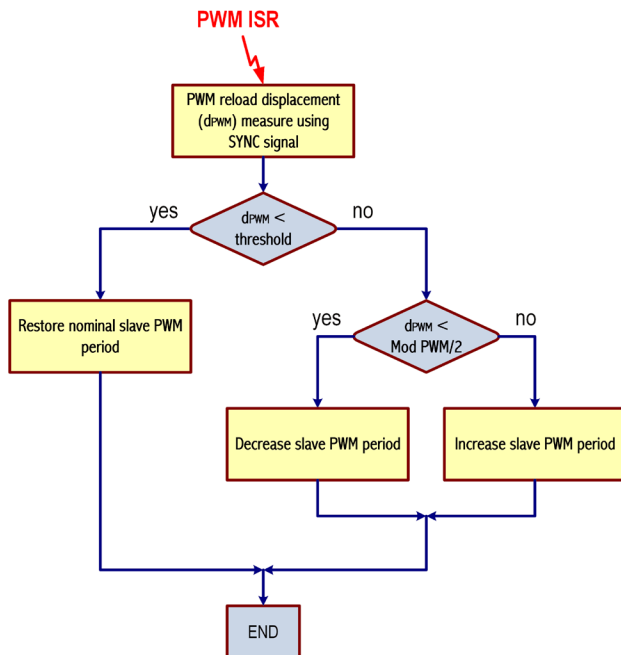 PWM ISR
PWM reload displacement
(dPWM) measure using
SYNC signal
yes
no
dPWM <
threshold
Restore nominal slave PWM
period
yes
no
dPWM <
Mod PWM/2
Decrease slave PWM period
Increase slave PWM period
END